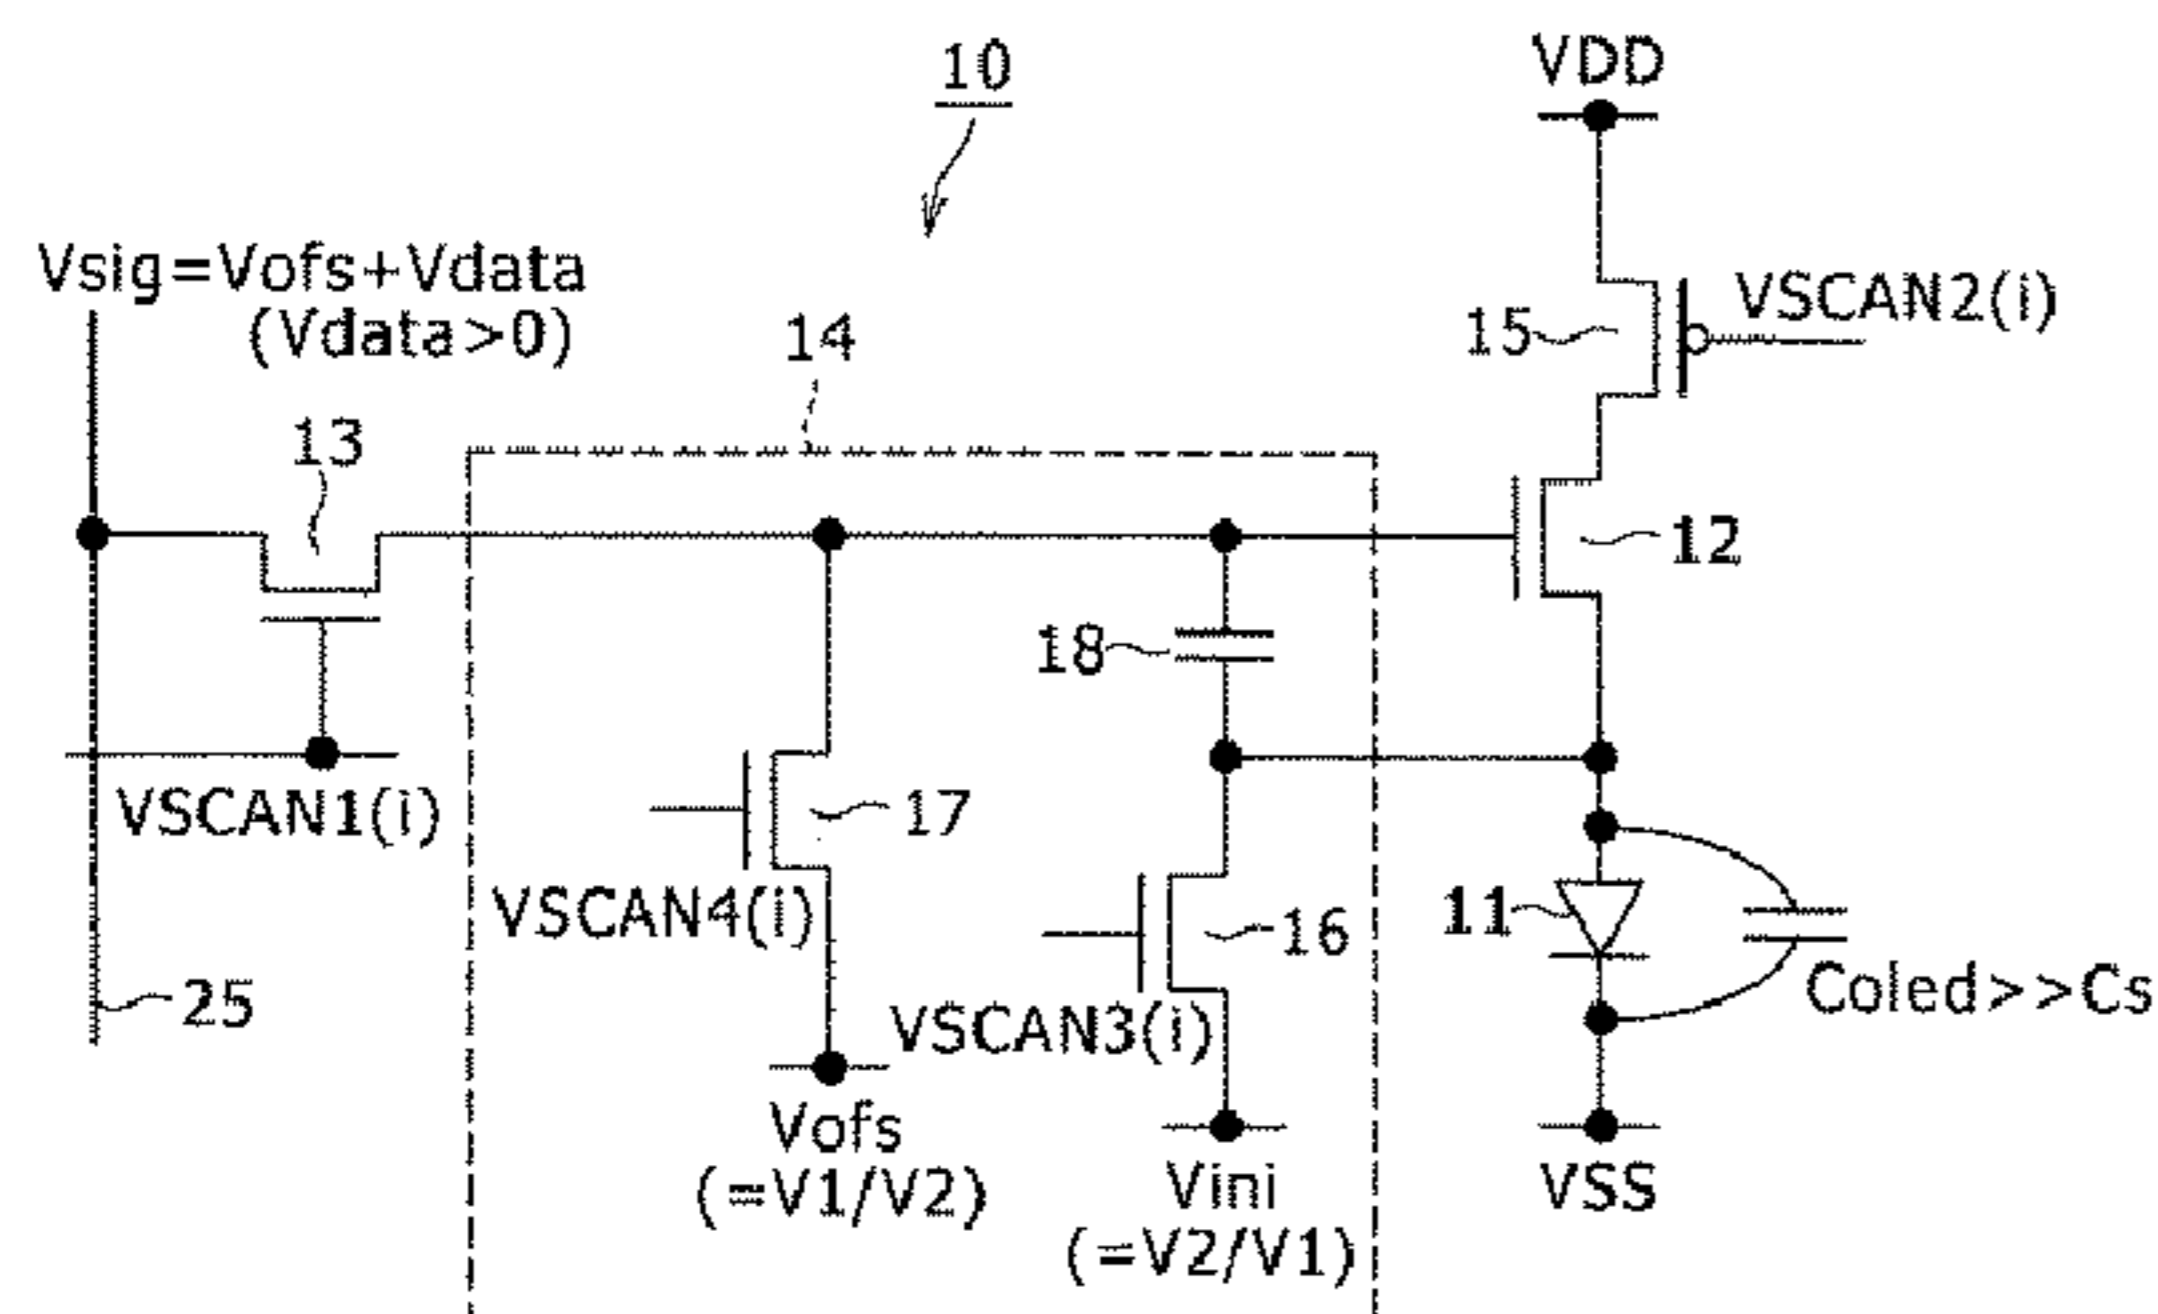 10
VDD
Vsig=Vofs+Vdata
(Vdata>0)
14
15
VSCAN2(i)
13
12
18
VSCAN1(i)
17
VSCAN4(i)
11
16
25
VSCAN3(i)
Coled>>Cs
Vofs
(=V1/V2)
Vini
(=V2/V1)
VSS